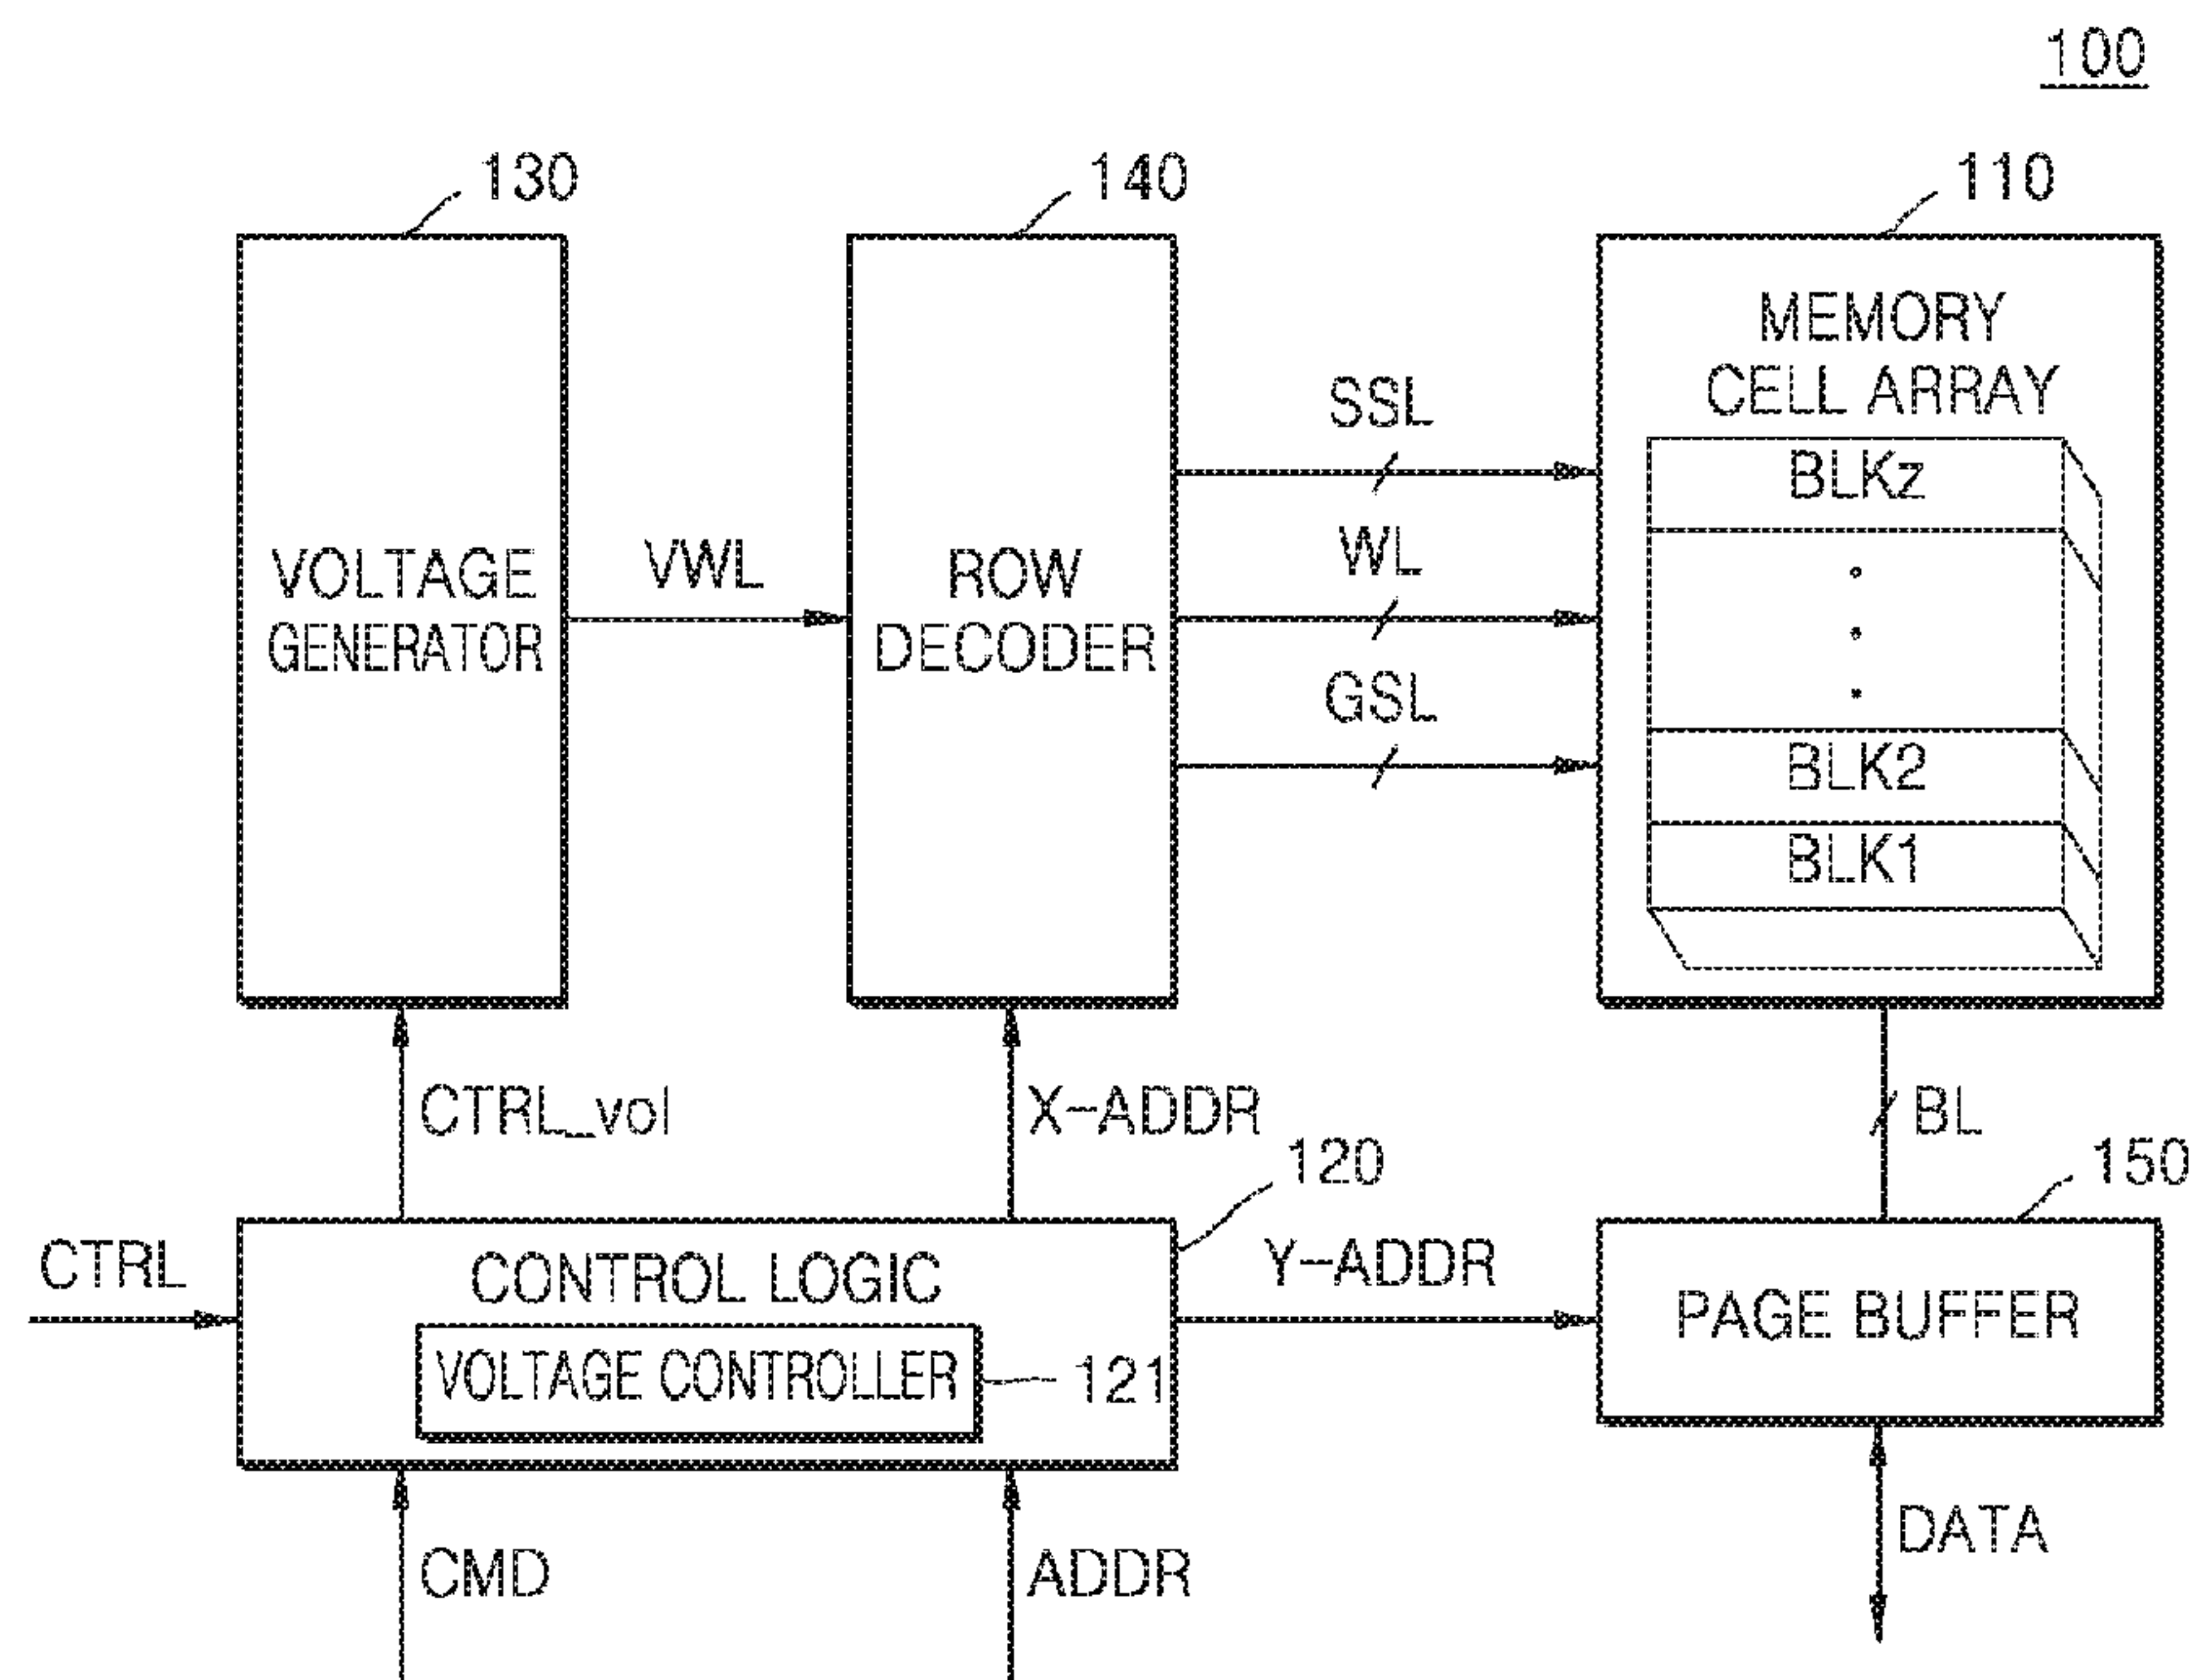 100
130
140
110
MEMORY
CELL ARRAY
SSL
BLKz
WL
VWL
VOLTAGE
GENERATOR
ROW
DECODER
GSL
BLK2
BLK1
CTRL_vol
X-ADDR
BL
120
150
CTRL
CONTROL LOGIC
Y-ADDR
PAGE BUFFER
VOLTAGE CONTROLLER
121
CMD
ADDR
DATA